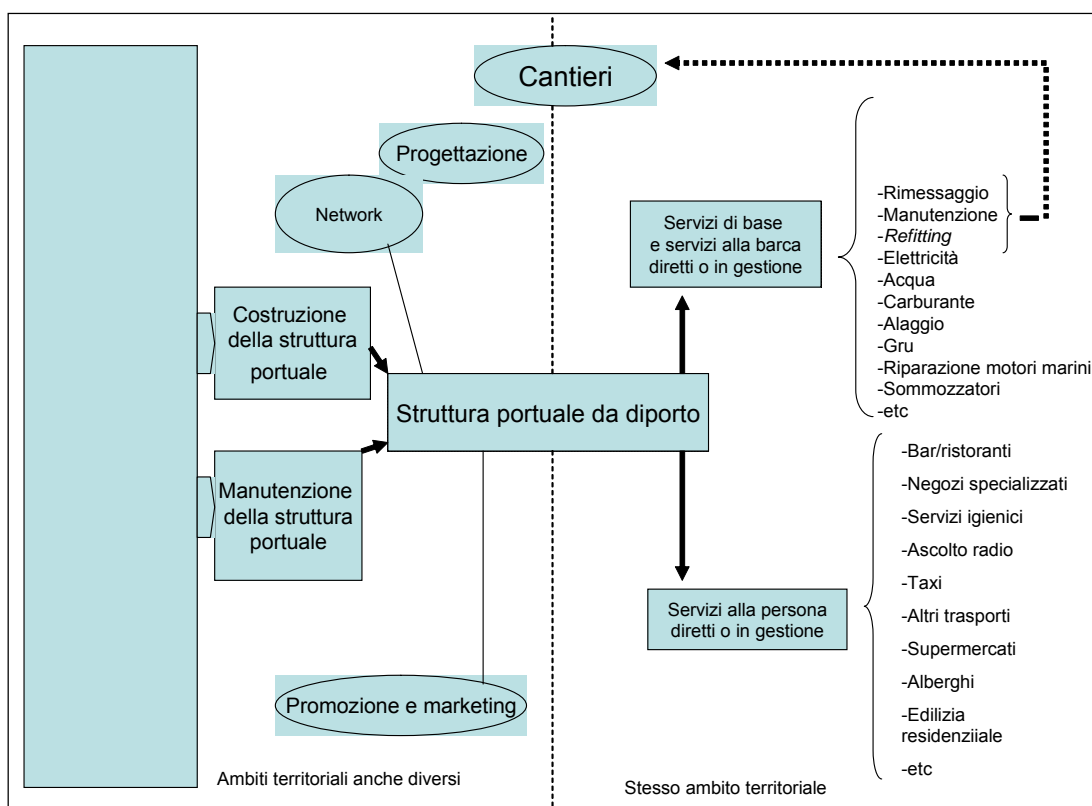 Cantieri
Progettazione
Network
Costruzione
della struttura
portuale
Manutenzione
della struttura
portuale
Struttura portuale da diporto
Promozione e marketing
Ambiti territoriali anche diversi
Servizi di base
e servizi alla barca
diretti o in gestione
-Rimessaggio
-Manutenzione
-Refitting
-Elettricità
-Acqua
-Carburante
-Alaggio
-Gru
-Riparazione motori marini
-Sommozzatori
-etc
Servizi alla persona
diretti o in gestione
-Bar/ristoranti
-Negozi specializzati
-Servizi igienici
-Ascolto radio
-Taxi
-Altri trasporti
-Supermercati
-Alberghi
-Edilizia
residenziiale
-etc
Stesso ambito territoriale